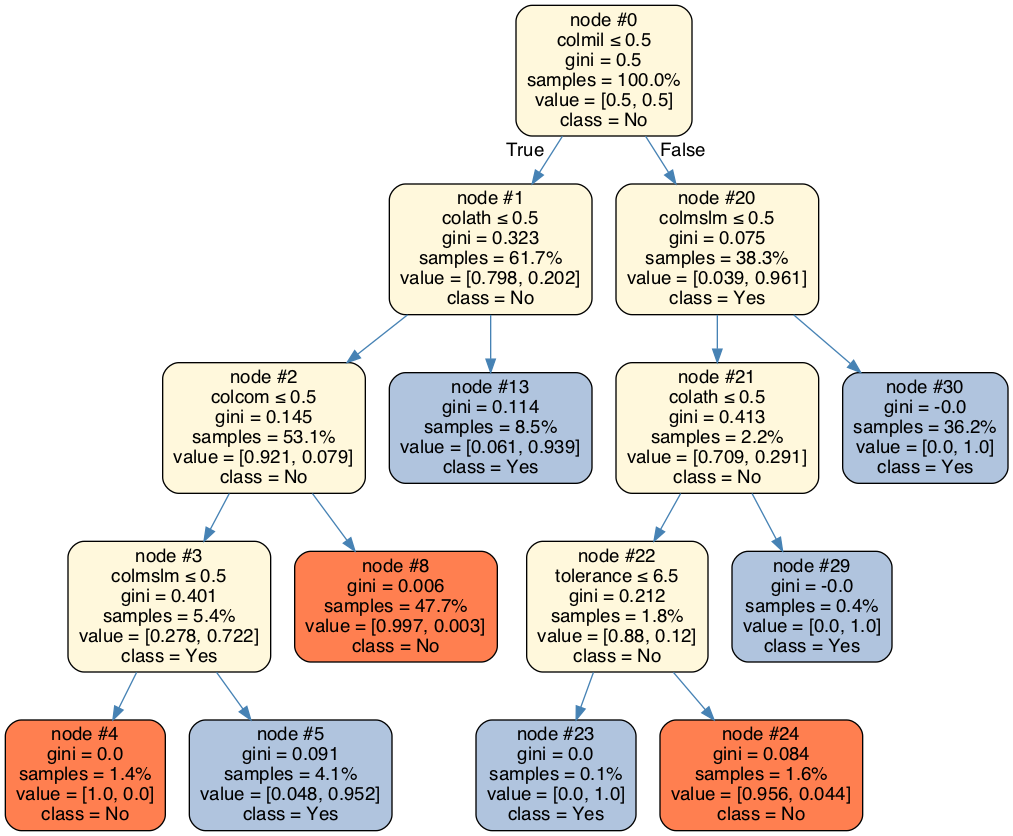 node #0
colmil ≤ 0.5
gini = 0.5
samples = 100.0%
value = [0.5, 0.5]
class = No
True
False
node #1
colath ≤ 0.5
gini = 0.323
samples = 61.7%
value = [0.798, 0.202]
class = No
node #20
colmslm ≤ 0.5
gini = 0.075
samples = 38.3%
value = [0.039, 0.961]
class = Yes
node #2
colcom ≤ 0.5
gini = 0.145
samples = 53.1%
value = [0.921, 0.079]
class = No
node #13
gini = 0.114
samples = 8.5%
value = [0.061, 0.939]
class = Yes
node #21
colath ≤ 0.5
gini = 0.413
samples = 2.2%
value = [0.709, 0.291]
class = No
node #30
gini = -0.0
samples = 36.2%
value = [0.0, 1.0]
class = Yes
node #3
colmslm ≤ 0.5
gini = 0.401
samples = 5.4%
value = [0.278, 0.722]
class = Yes
node #8
gini = 0.006
samples = 47.7%
value = [0.997, 0.003]
class = No
node #22
tolerance ≤ 6.5
gini = 0.212
samples = 1.8%
value = [0.88, 0.12]
class = No
node #29
gini = -0.0
samples = 0.4%
value = [0.0, 1.0]
class = Yes
node #4
gini = 0.0
samples = 1.4%
value = [1.0, 0.0]
class = No
node #5
gini = 0.091
samples = 4.1%
value = [0.048, 0.952]
class = Yes
node #23
gini = 0.0
samples = 0.1%
value = [0.0, 1.0]
class = Yes
node #24
gini = 0.084
samples = 1.6%
value = [0.956, 0.044]
class = No